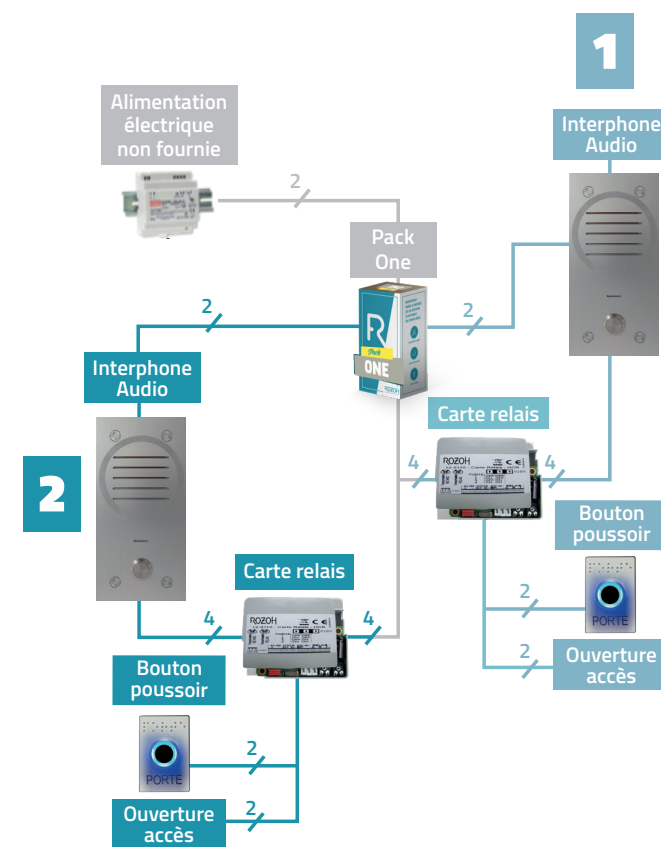 1
Alimentation
électrique
non fournie
Interphone
Audio
2
Pack
One
2
2
R
Pack
ONE
ROZOH
Interphone
Audio
Carte relais
4
ROZOH
4
2
Bouton
poussoir
Carte relais
2
PORTE
4
ROZOH
4
Bouton
poussoir
2
Ouverture
accès
PORTE
2
2
Ouverture
accès